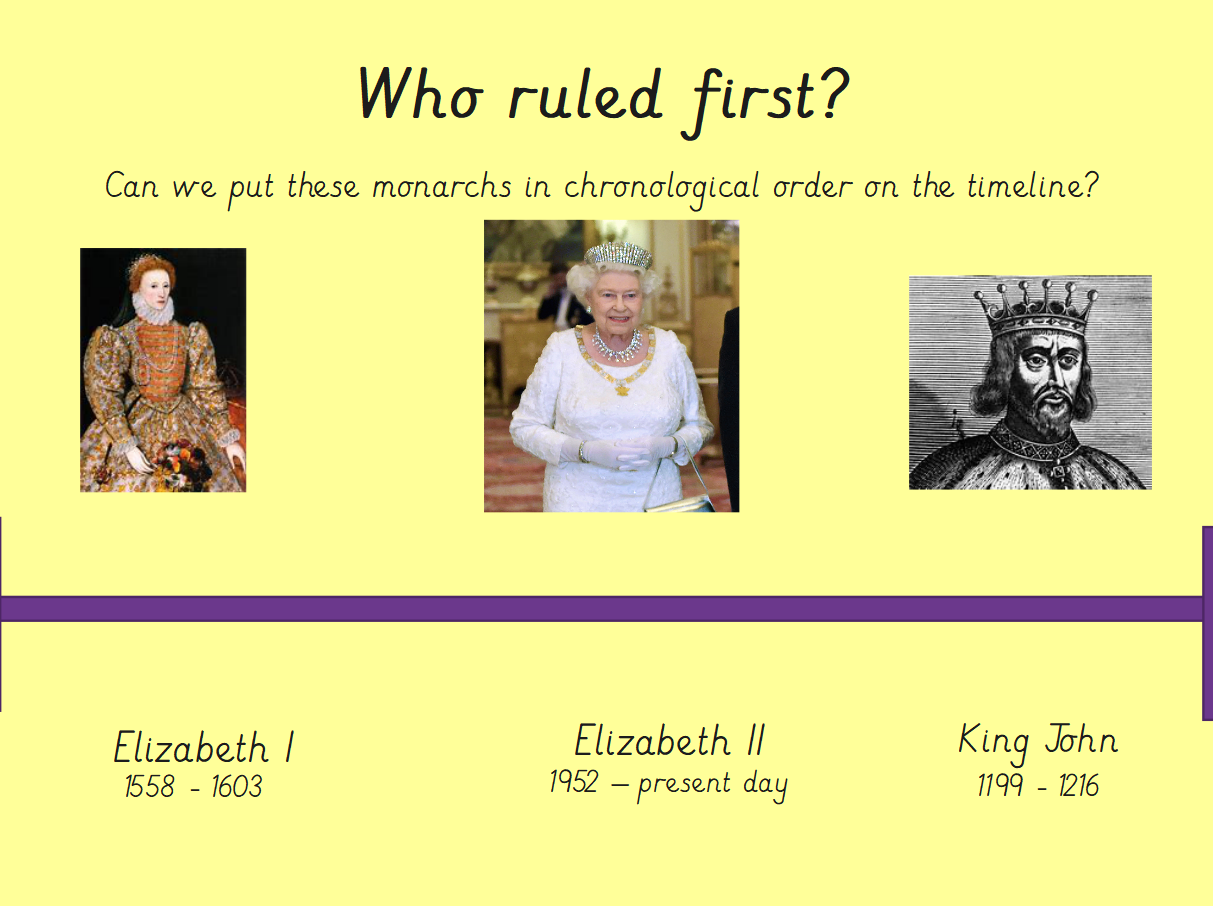 Who ruled first?
Can we put these monarchs in chronological order on the timeline?
Elizabeth I
1558 - 1603
Elizabeth II
1952 – present day
King John
1199 - 1216